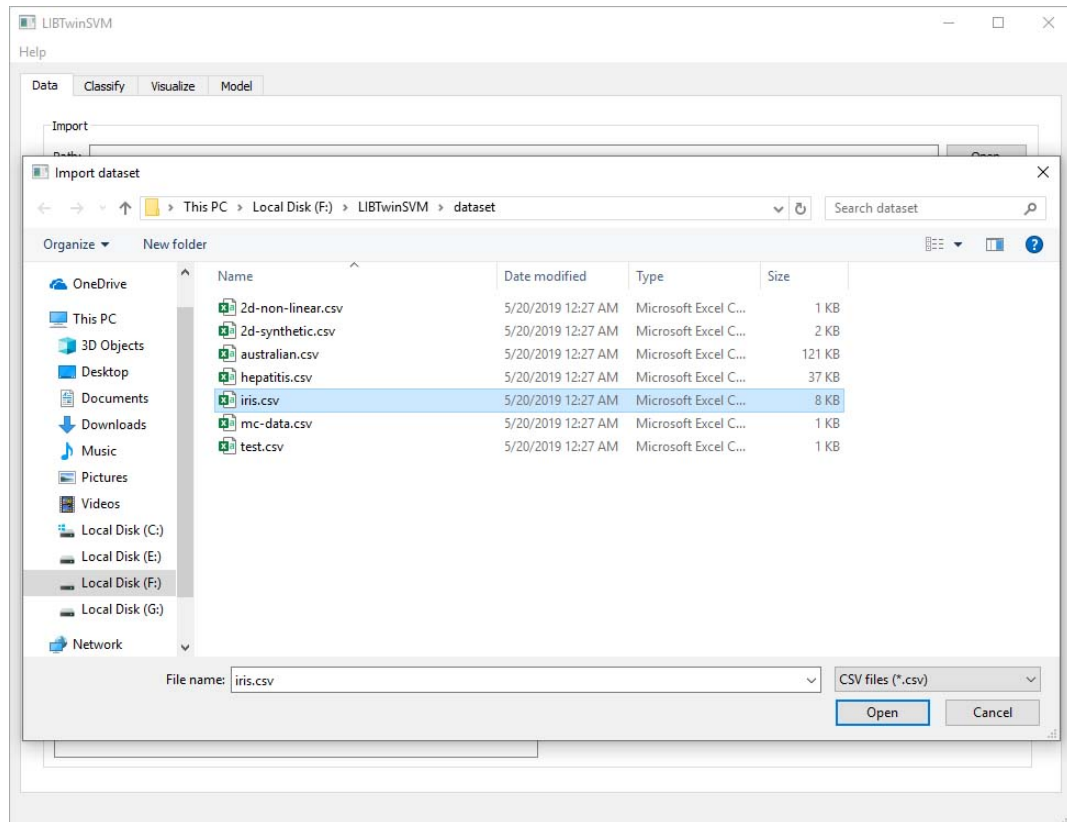 LIBTwinSVM
Help
Data Classify Visualize Model
Import
Path: Open
Import dataset
This PC > Local Disk (F:) > LIBTwinSVM > dataset Search dataset
Organize New folder
Name Date modified Type Size
OneDrive
This PC
3D Objects
Desktop
Documents
Downloads
Music
Pictures
Videos
Local Disk (C:)
Local Disk (E:)
Local Disk (F:)
Local Disk (G:)
Network
2d-non-linear.csv 5/20/2019 12:27 AM Microsoft Excel C... 1 KB
2d-synthetic.csv 5/20/2019 12:27 AM Microsoft Excel C... 2 KB
australian.csv 5/20/2019 12:27 AM Microsoft Excel C... 121 KB
hepatitis.csv 5/20/2019 12:27 AM Microsoft Excel C... 37 KB
iris.csv 5/20/2019 12:27 AM Microsoft Excel C... 8 KB
mc-data.csv 5/20/2019 12:27 AM Microsoft Excel C... 1 KB
test.csv 5/20/2019 12:27 AM Microsoft Excel C... 1 KB
File name: iris.csv CSV files (*.csv)
Open Cancel